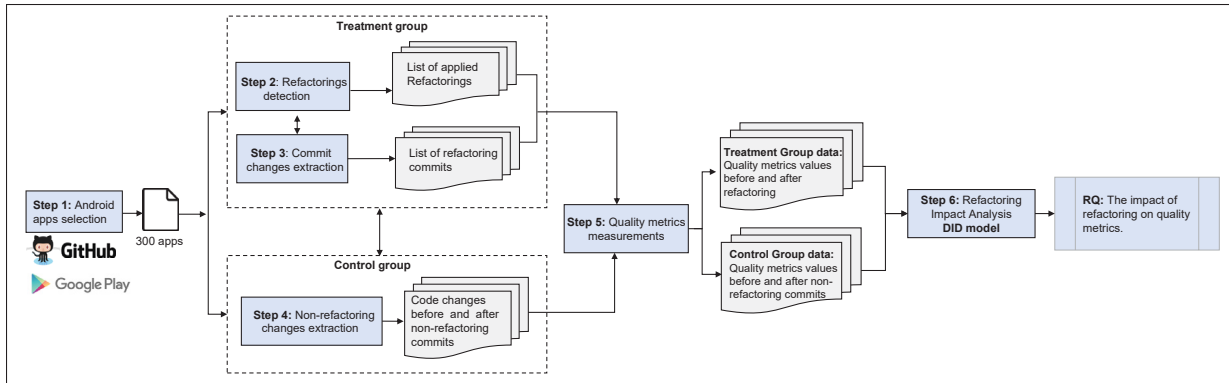 Treatment group
Step 2: Refactorings
detection
List of applied
Refactorings
Step 3: Commit
changes extraction
List of refactoring
commits
Step 1: Android
apps selection
300 apps
GitHub
Google Play
Control group
Step 4: Non-refactoring
changes extraction
Code changes
before and after
non-refactoring
commits
Step 5: Quality metrics
measurements
Treatment Group data:
Quality metrics values
before and after
refactoring
Control Group data:
Quality metrics values
before and after non-
refactoring commits
Step 6: Refactoring
Impact Analysis
DID model
RQ: The impact of
refactoring on quality
metrics.